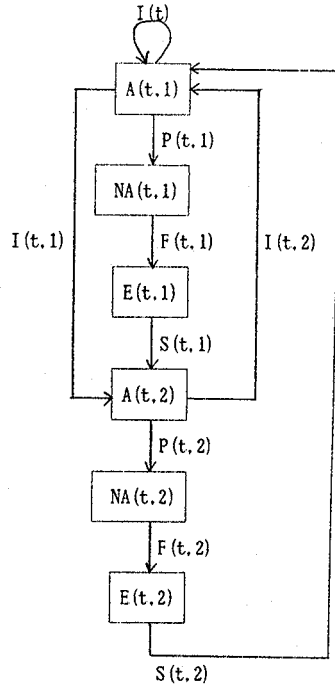 I(t)
A(t,1)
P(t,1)
NA(t,1)
I(t,1)
F(t,1)
I(t,2)
E(t,1)
S(t,1)
A(t,2)
P(t,2)
NA(t,2)
F(t,2)
E(t,2)
S(t,2)